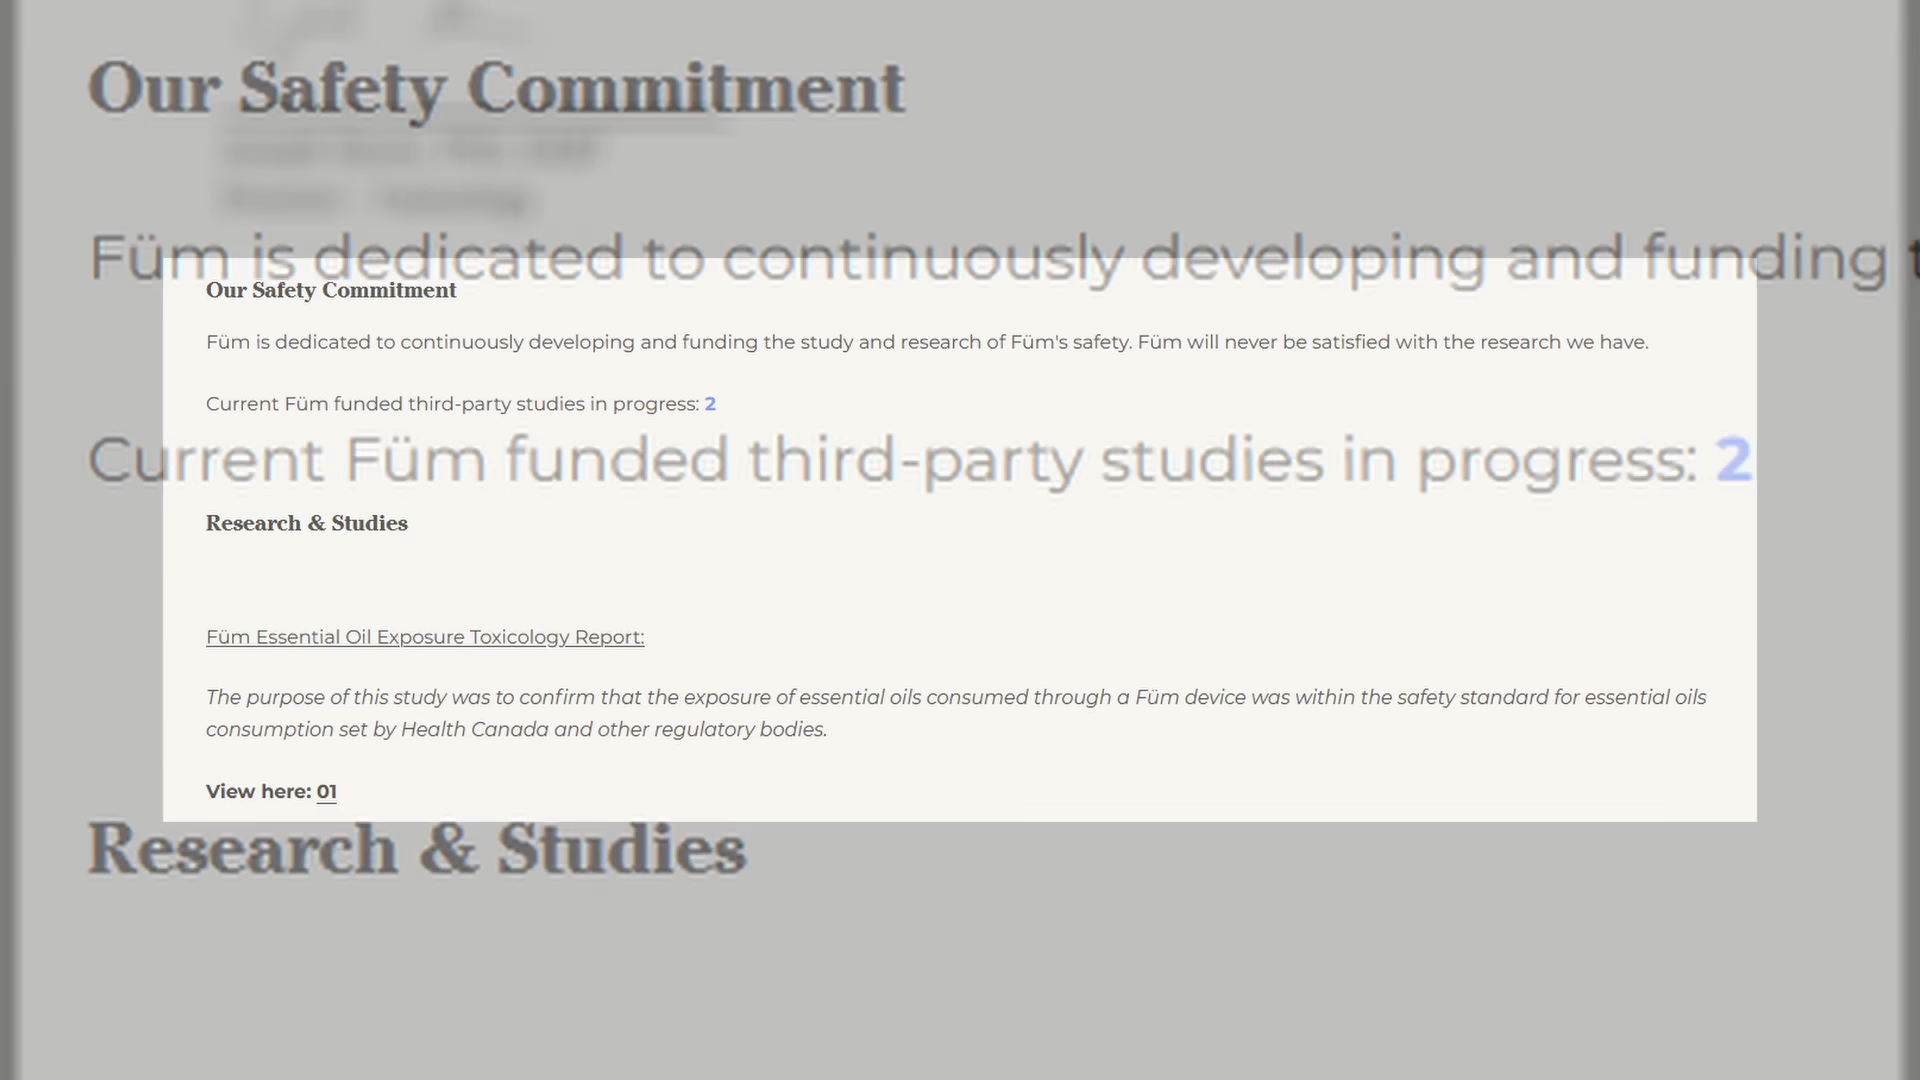 Our Safety Commitment
Füm is dedicated to continuously developing and funding t
Our Safety Commitment
Füm is dedicated to continuously developing and funding the study and research of Füm's safety. Füm will never be satisfied with the research we have.
Current Füm funded third-party studies in progress: 2
Current Füm funded third-party studies in progress: 2
Research & Studies
Füm Essential Oil Exposure Toxicology Report:
The purpose of this study was to confirm that the exposure of essential oils consumed through a Füm device was within the safety standard for essential oils
consumption set by Health Canada and other regulatory bodies.
View here: 01
Research & Studies